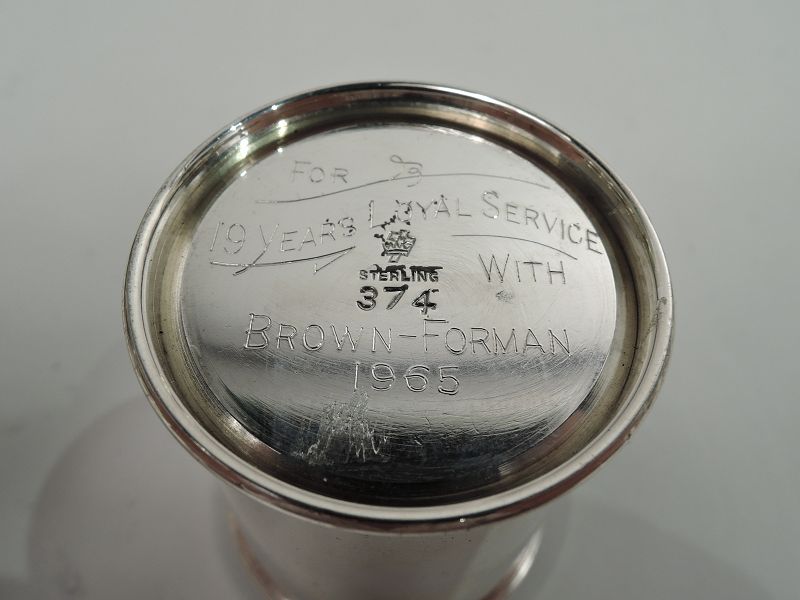 FOR
19 YEARS LOYAL SERVICE
STERLING
WITH
374
BROWN-FORMAN
1965